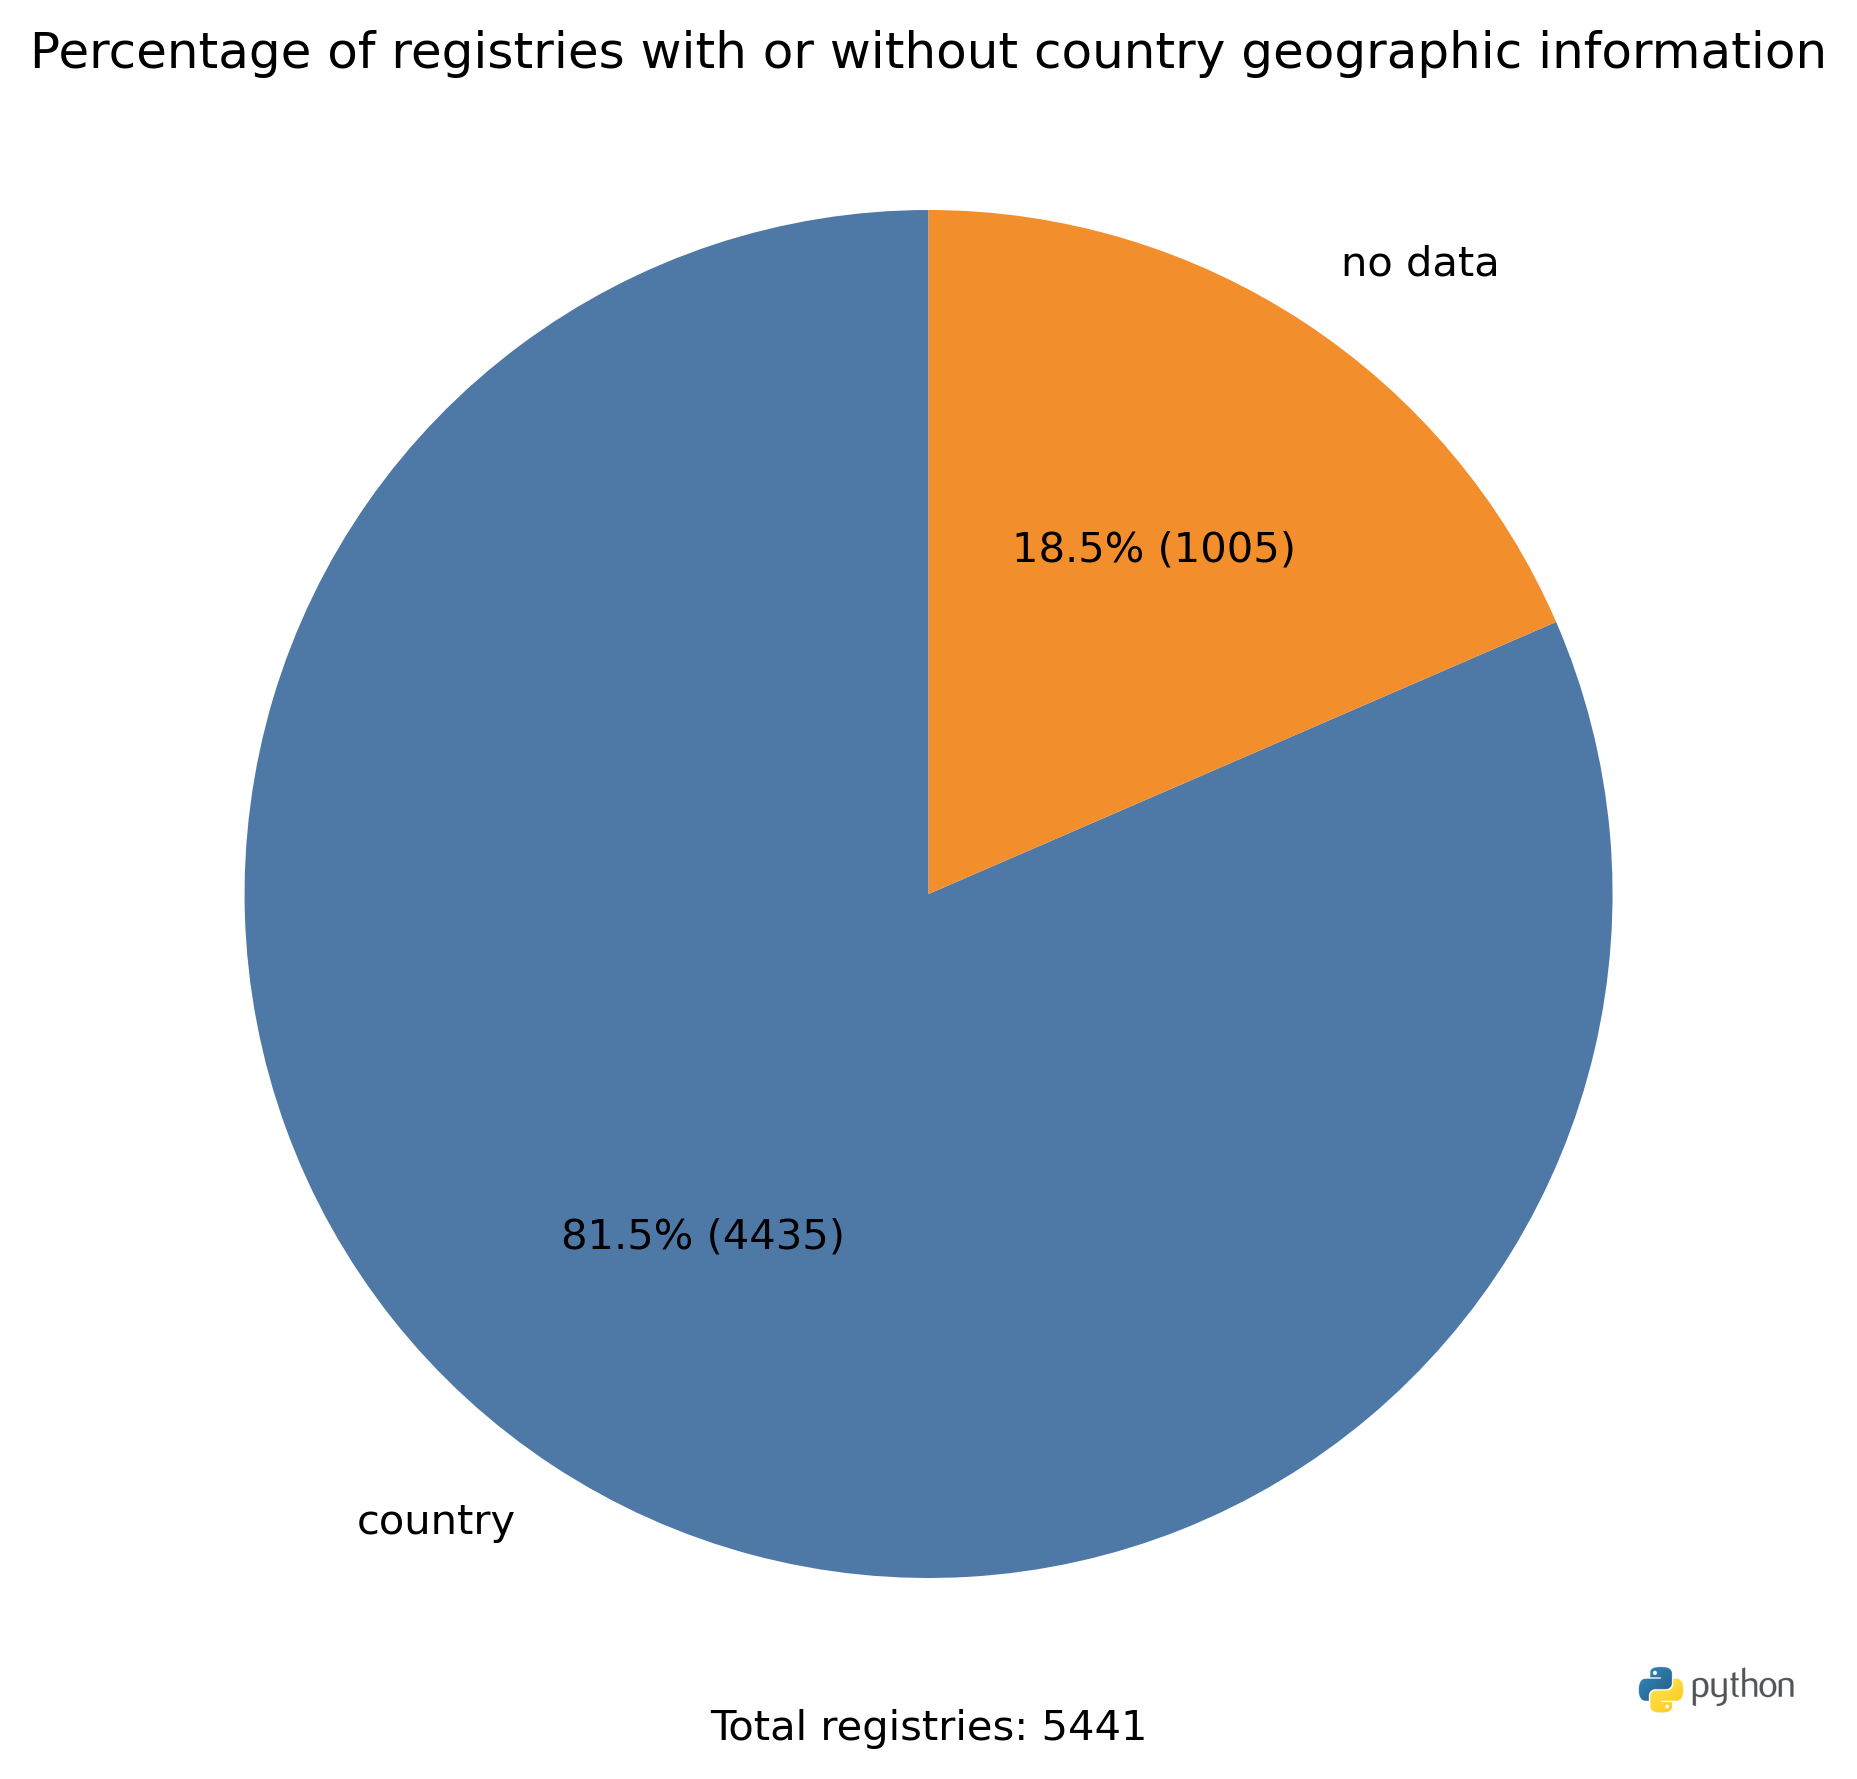 Percentage of registries with or without country geographic information
no data
18.5% (1005)
81.5% (4435)
country
python
Total registries: 5441